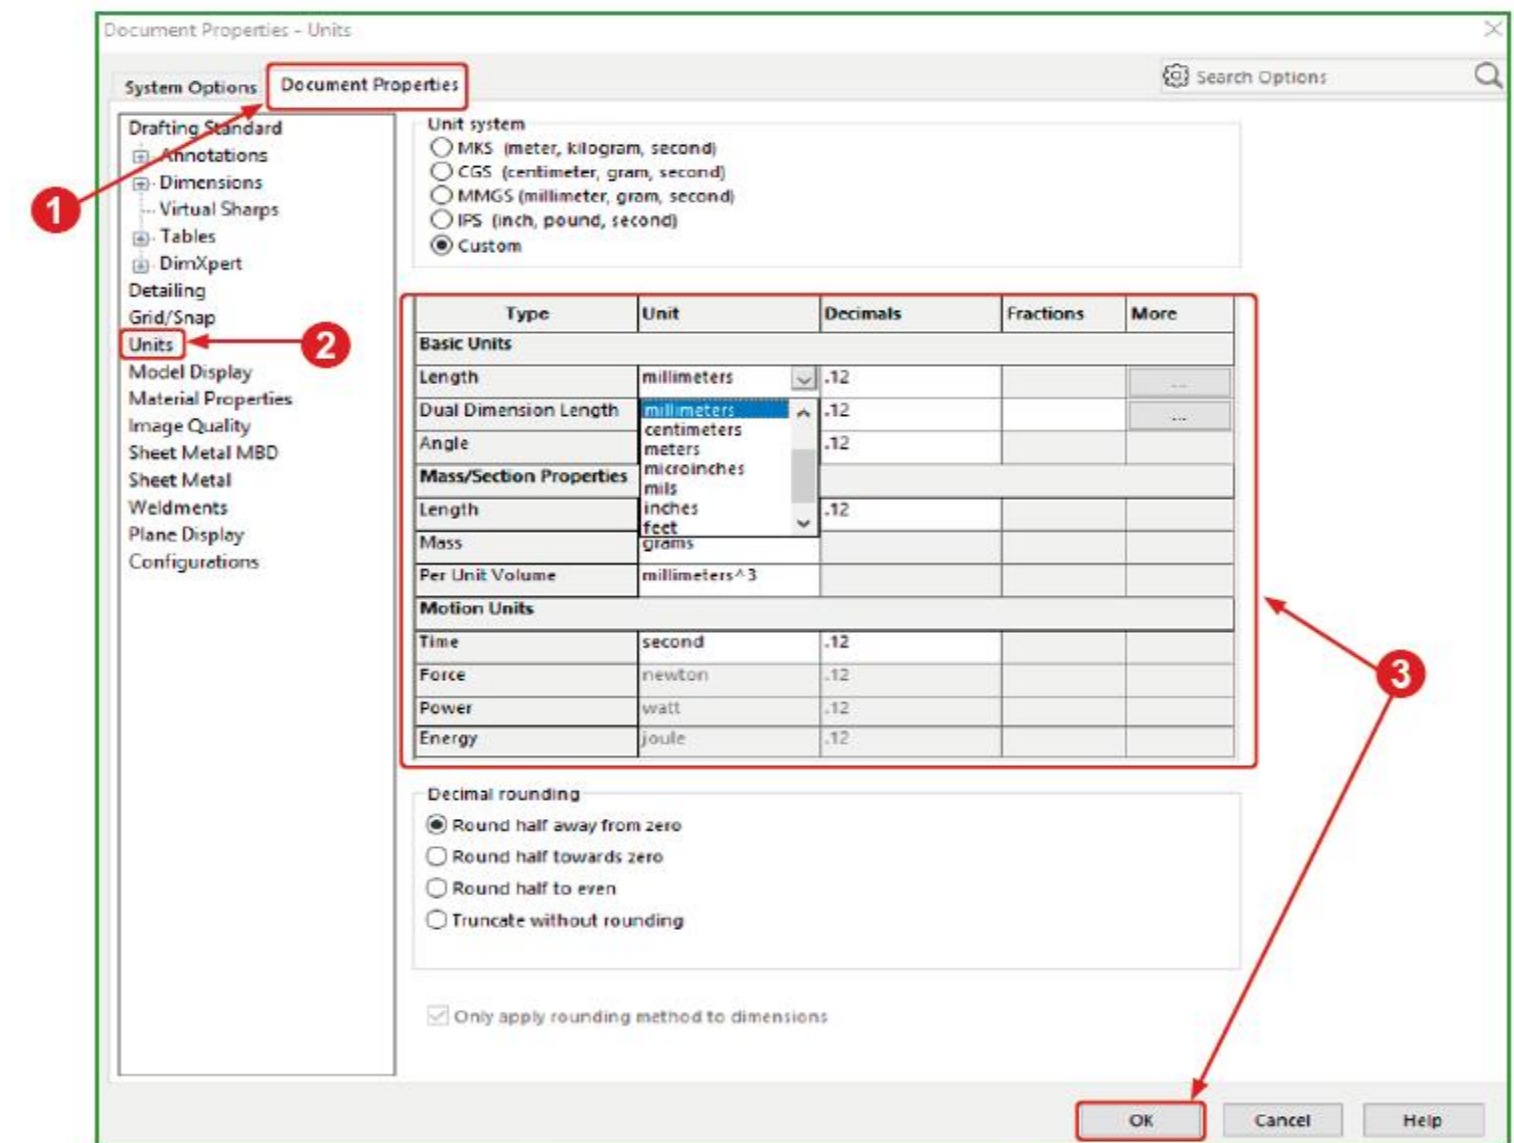 Document Properties - Units
System Options
Document Properties
Search Options
Drafting Standard
Annotations
Dimensions
Virtual Sharps
Tables
DimXpert
Detailing
Grid/Snap
Units
Model Display
Material Properties
Image Quality
Sheet Metal MBD
Sheet Metal
Weldments
Plane Display
Configurations
1
2
Unit system
MKS (meter, kilogram, second)
CGS (centimeter, gram, second)
MMGS (millimeter, gram, second)
IPS (inch, pound, second)
Custom
Type Unit Decimals Fractions More
Basic Units
Length millimeters .12 ...
Dual Dimension Length millimeters .12 ...
centimeters
Angle meters .12
microinches
Mass/Section Properties
mils
Length inches .12
feet
Mass grams
Per Unit Volume millimeters^3
Motion Units
Time second .12
Force newton .12
Power watt .12
Energy joule .12
3
Decimal rounding
Round half away from zero
Round half towards zero
Round half to even
Truncate without rounding
Only apply rounding method to dimensions
OK Cancel Help